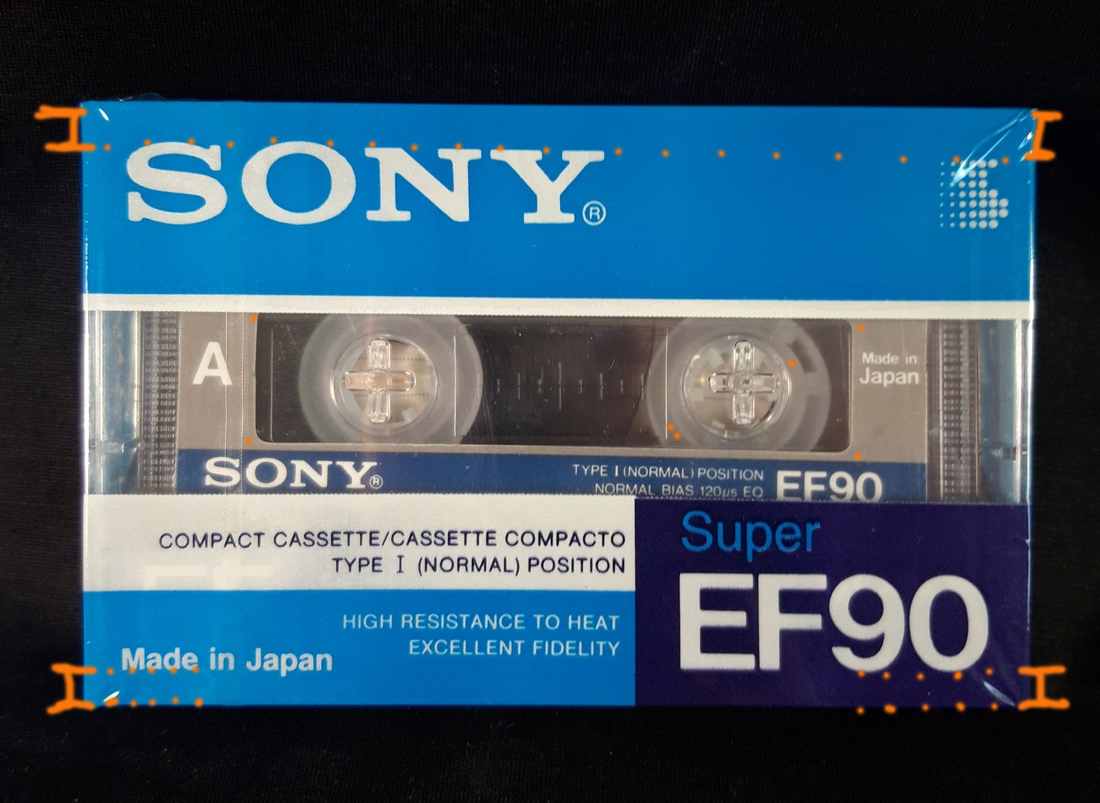 SONY®
A
Made in
Japan
SONY®
TYPE I (NORMAL) POSITION
NORMAL BIAS 120µs EQ
EF90
COMPACT CASSETTE/CASSETTE COMPACTO
TYPE I (NORMAL) POSITION
HIGH RESISTANCE TO HEAT
EXCELLENT FIDELITY
Made in Japan
Super
EF90